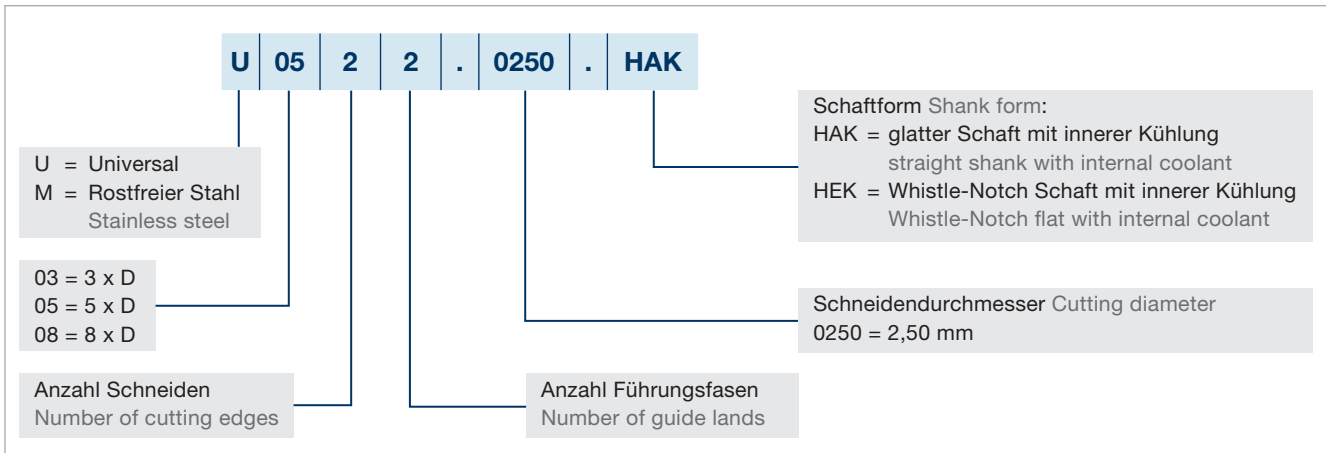 U 05 2 2 . 0250 . HAK
U = Universal
M = Rostfreier Stahl
Stainless steel
03 = 3 x D
05 = 5 x D
08 = 8 x D
Anzahl Schneiden
Number of cutting edges
Anzahl Führungsfasen
Number of guide lands
Schaftform Shank form:
HAK = glatter Schaft mit innerer Kühlung
straight shank with internal coolant
HEK = Whistle-Notch Schaft mit innerer Kühlung
Whistle-Notch flat with internal coolant
Schneidendurchmesser Cutting diameter
0250 = 2,50 mm